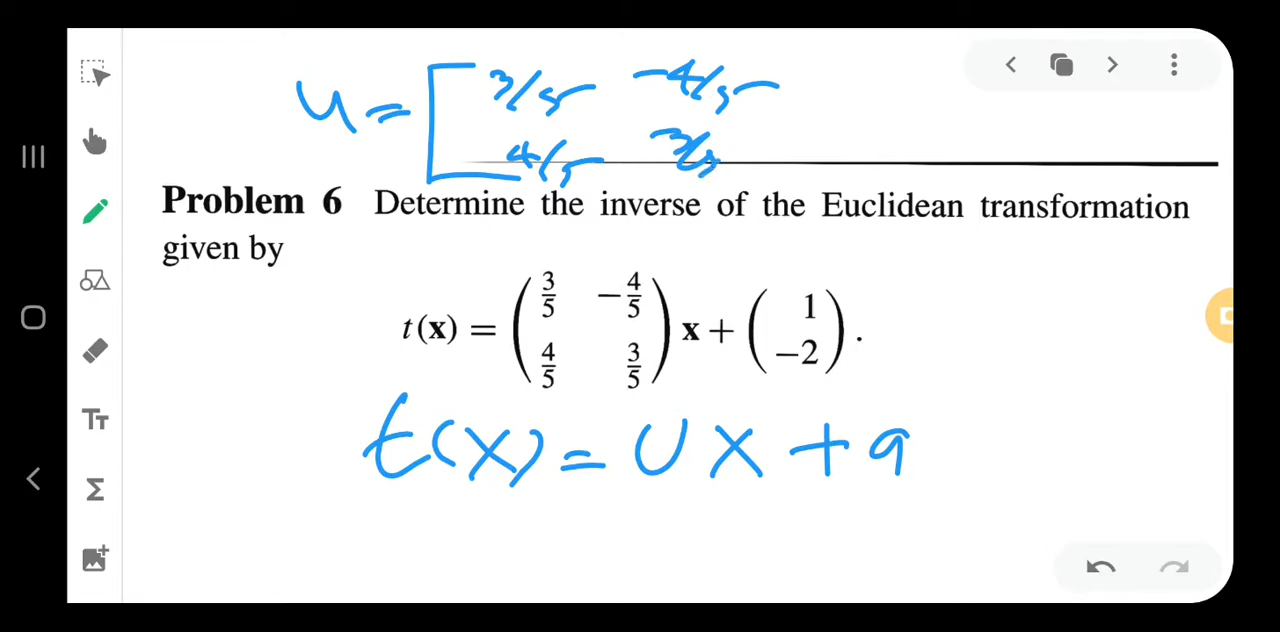 u = [ 3/5 -4/5
4/5 3/5
Problem 6 Determine the inverse of the Euclidean transformation
given by
t(x) = ( 3/5 −4/5 ; 4/5 3/5 ) x + ( 1 ; −2 ) .
t(x) = U X + a
Tт
Σ